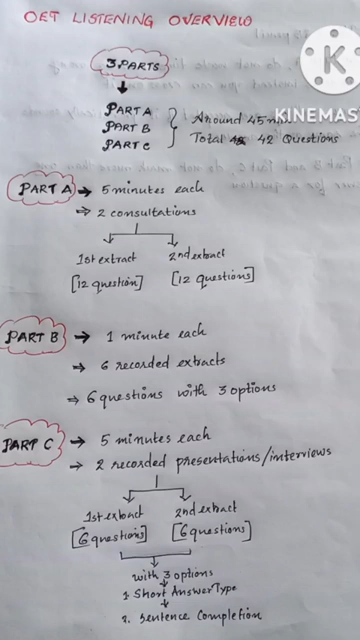 OET LISTENING OVERVIEW
3 PARTS
PART A
PART B
PART C
Around 45
Total 42 Questions
KINEMAS
PART A → 5 minutes each
⇒ 2 consultations
1st extract 2nd extract
[12 question] [12 questions]
PART B → 1 minute each
⇒ 6 recorded extracts
⇒ 6 questions with 3 options
PART C → 5 minutes each
→ 2 recorded presentations/interviews
1st extract 2nd extract
[6 questions] [6 questions]
with 3 options
1. Short Answer Type
2. Sentence Completion